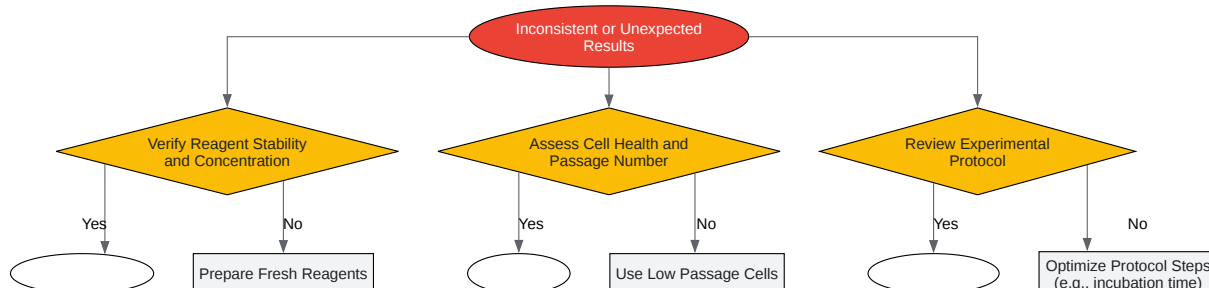 Inconsistent or Unexpected
Results
Verify Reagent Stability
and Concentration
Assess Cell Health and
Passage Number
Review Experimental
Protocol
Yes
No
Yes
No
Yes
No
Prepare Fresh Reagents
Use Low Passage Cells
Optimize Protocol Steps
(e.g., incubation time)